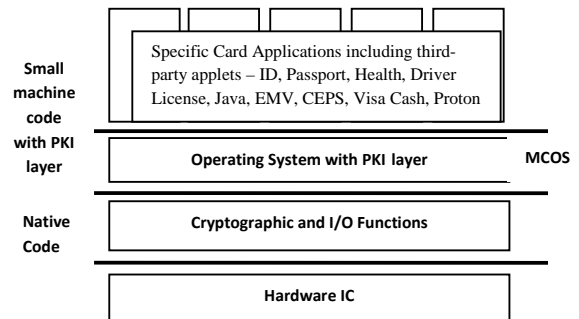 Specific Card Applications including third-
party applets – ID, Passport, Health, Driver
License, Java, EMV, CEPS, Visa Cash, Proton
Small
machine
code
with PKI
layer
Operating System with PKI layer
MCOS
Native
Code
Cryptographic and I/O Functions
Hardware IC